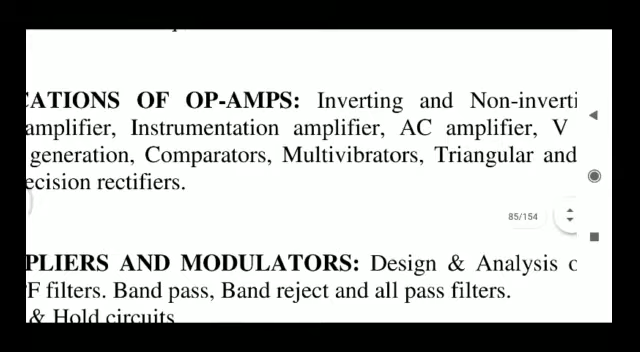 CATIONS OF OP-AMPS: Inverting and Non-inverti
amplifier, Instrumentation amplifier, AC amplifier, V
generation, Comparators, Multivibrators, Triangular and
ecision rectifiers.
85/154
PLIERS AND MODULATORS: Design & Analysis o
F filters. Band pass, Band reject and all pass filters.
& Hold circuits